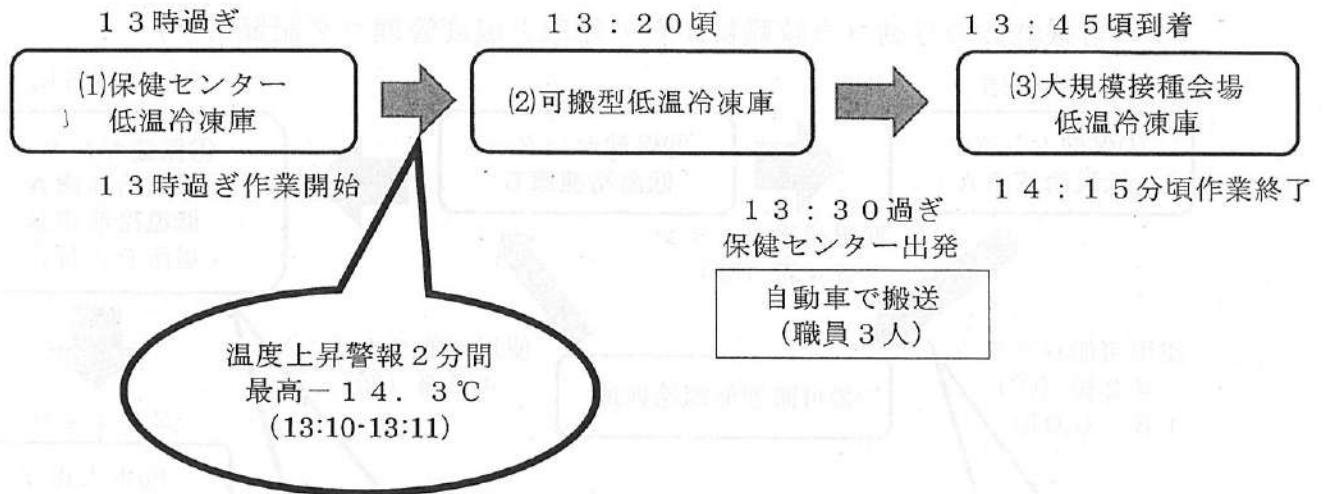 13時過ぎ
⑴保健センター
低温冷凍庫
13時過ぎ作業開始
13：20頃
⑵可搬型低温冷凍庫
13：45頃到着
⑶大規模接種会場
低温冷凍庫
14：15分頃作業終了
13：30過ぎ
保健センター出発
自動車で搬送
(職員3人)
温度上昇警報2分間
最高－14．3℃
(13:10-13:11)